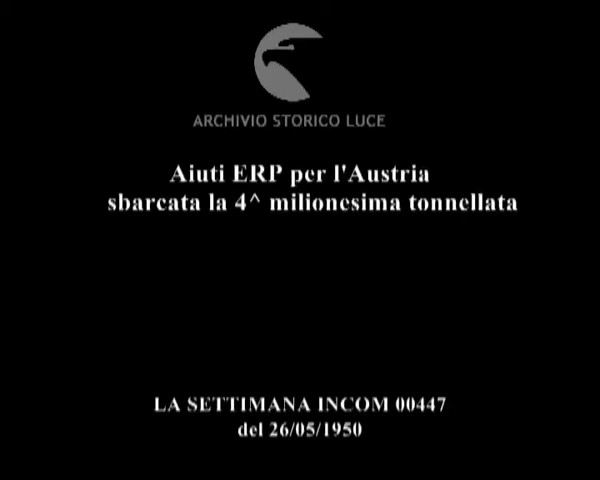 ARCHIVIO STORICO LUCE
Aiuti ERP per l'Austria
sbarcata la 4^ milionesima tonnellata
LA SETTIMANA INCOM 00447
del 26/05/1950